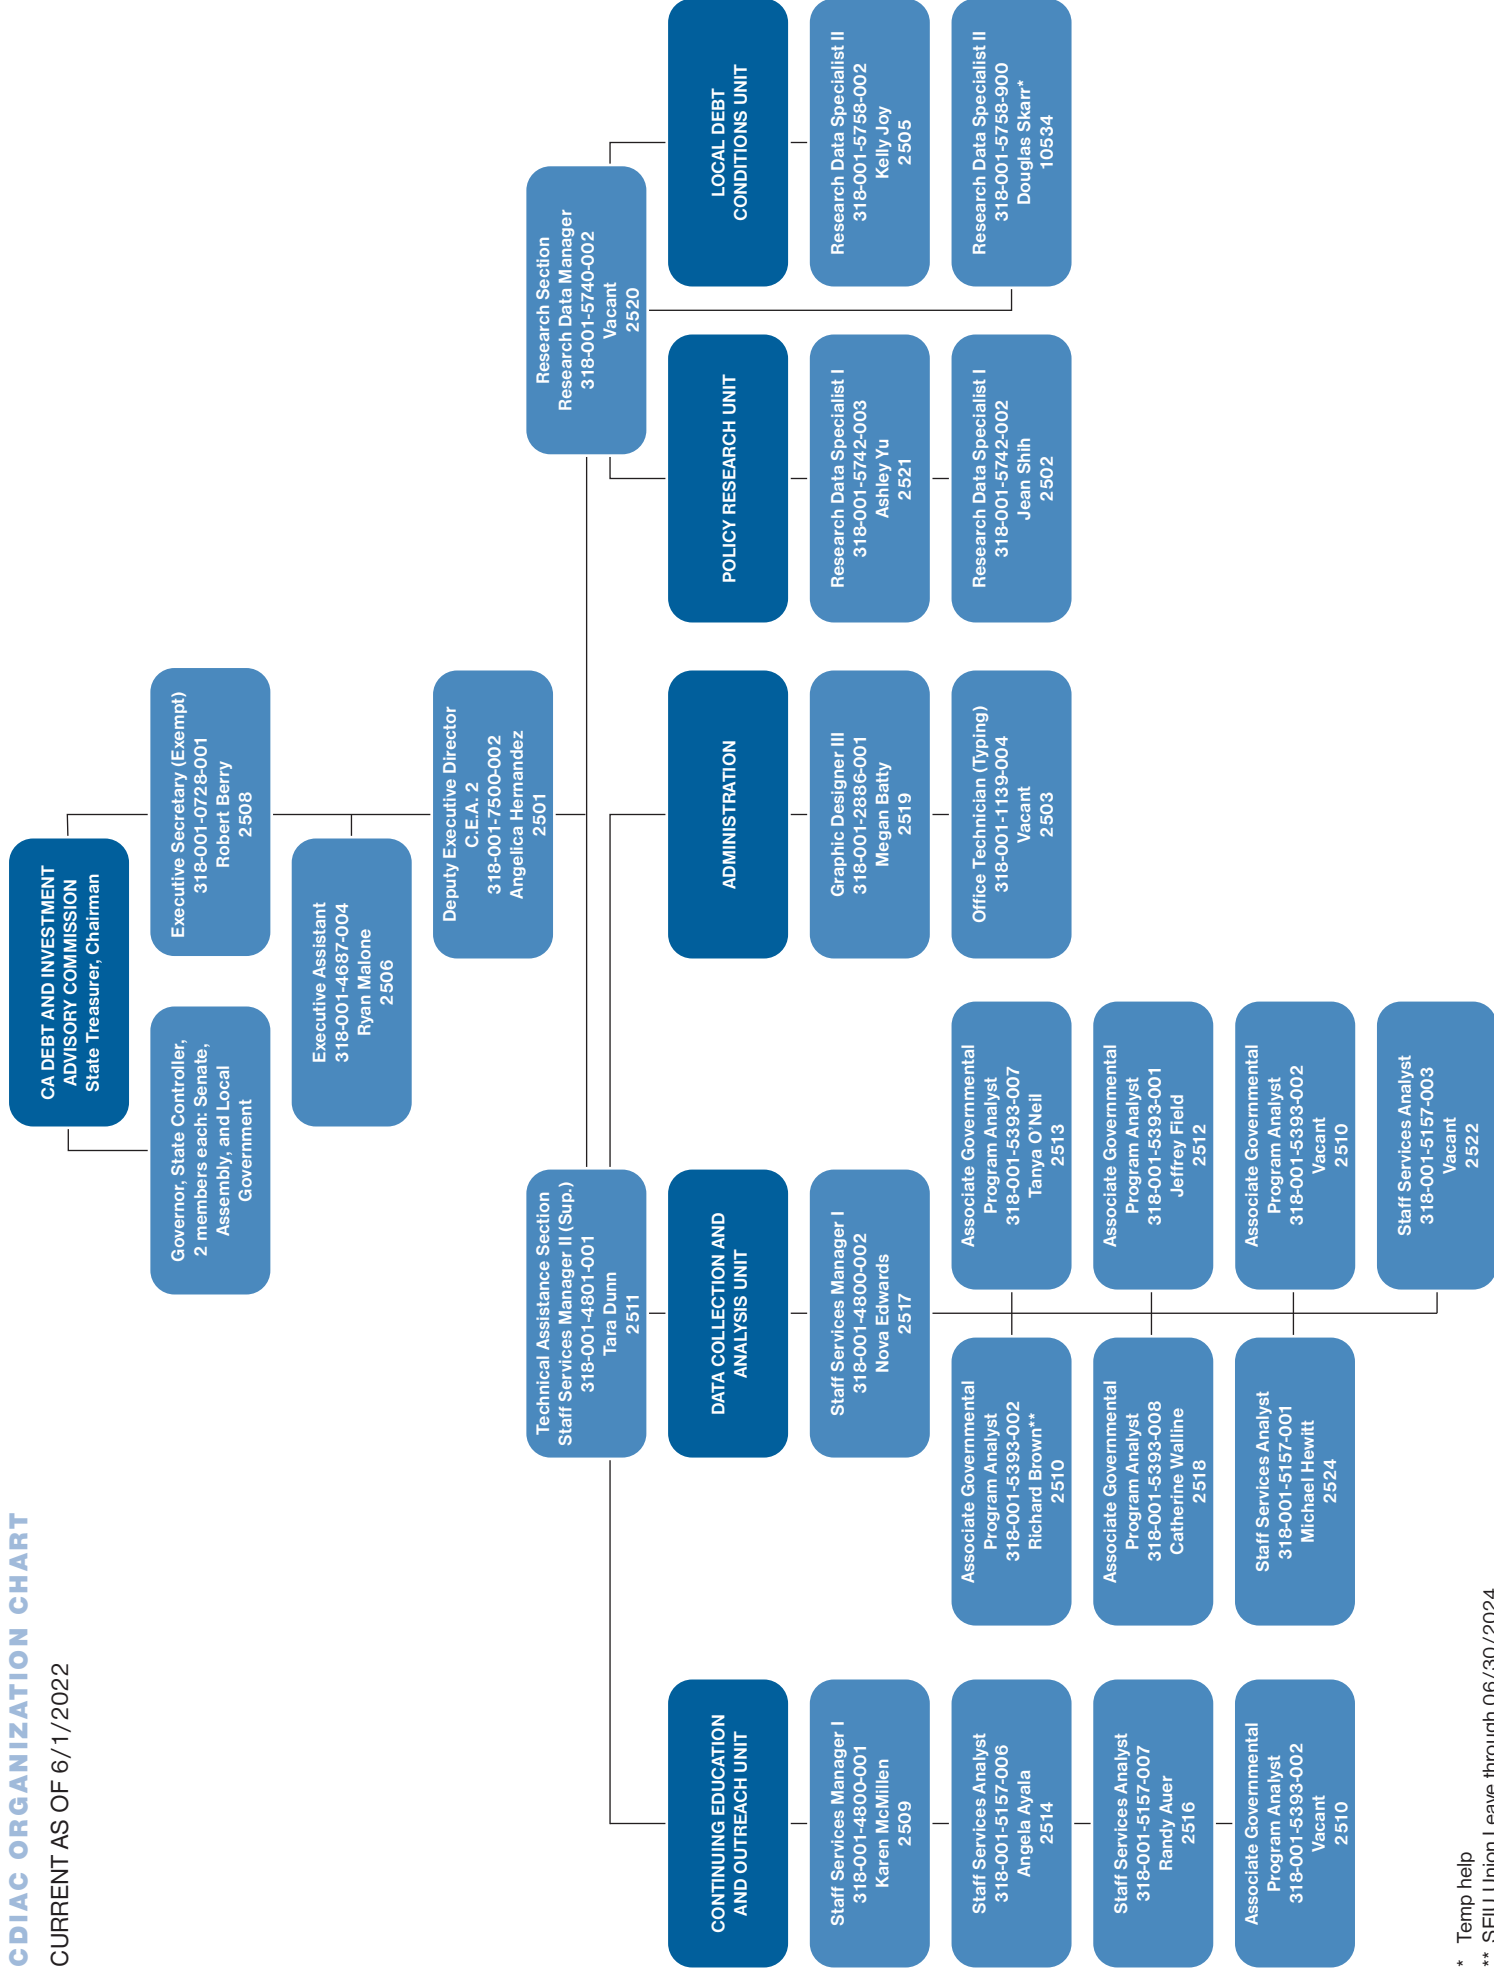 CDIAC ORGANIZATION CHART
CURRENT AS OF 6/1/2022
CA DEBT AND INVESTMENT
ADVISORY COMMISSION
State Treasurer, Chairman
Governor, State Controller,
2 members each: Senate,
Assembly, and Local
Government
Executive Secretary (Exempt)
318-001-0728-001
Robert Berry
2508
Executive Assistant
318-001-4687-004
Ryan Malone
2506
Deputy Executive Director
C.E.A. 2
318-001-7500-002
Angelica Hernandez
2501
Technical Assistance Section
Staff Services Manager II (Sup.)
318-001-4801-001
Tara Dunn
2511
Research Section
Research Data Manager
318-001-5740-002
Vacant
2520
CONTINUING EDUCATION
AND OUTREACH UNIT
Staff Services Manager I
318-001-4800-001
Karen McMillen
2509
Staff Services Analyst
318-001-5157-006
Angela Ayala
2514
Staff Services Analyst
318-001-5157-007
Randy Auer
2516
Associate Governmental
Program Analyst
318-001-5393-002
Vacant
2510
DATA COLLECTION AND
ANALYSIS UNIT
Staff Services Manager I
318-001-4800-002
Nova Edwards
2517
Associate Governmental
Program Analyst
318-001-5393-002
Richard Brown**
2510
Associate Governmental
Program Analyst
318-001-5393-007
Tanya O'Neil
2513
Associate Governmental
Program Analyst
318-001-5393-008
Catherine Walline
2518
Associate Governmental
Program Analyst
318-001-5393-001
Jeffrey Field
2512
Staff Services Analyst
318-001-5157-001
Michael Hewitt
2524
Associate Governmental
Program Analyst
318-001-5393-002
Vacant
2510
Staff Services Analyst
318-001-5157-003
Vacant
2522
ADMINISTRATION
Graphic Designer III
318-001-2886-001
Megan Batty
2519
Office Technician (Typing)
318-001-1139-004
Vacant
2503
POLICY RESEARCH UNIT
Research Data Specialist I
318-001-5742-003
Ashley Yu
2521
Research Data Specialist I
318-001-5742-002
Jean Shih
2502
LOCAL DEBT
CONDITIONS UNIT
Research Data Specialist II
318-001-5758-002
Kelly Joy
2505
Research Data Specialist II
318-001-5758-900
Douglas Skarr*
10534
* Temp help
** SEIU Union Leave through 06/30/2024